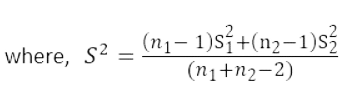 where, S² = (n₁− 1)s₁²+(n₂−1)s₂² / (n₁+n₂−2)